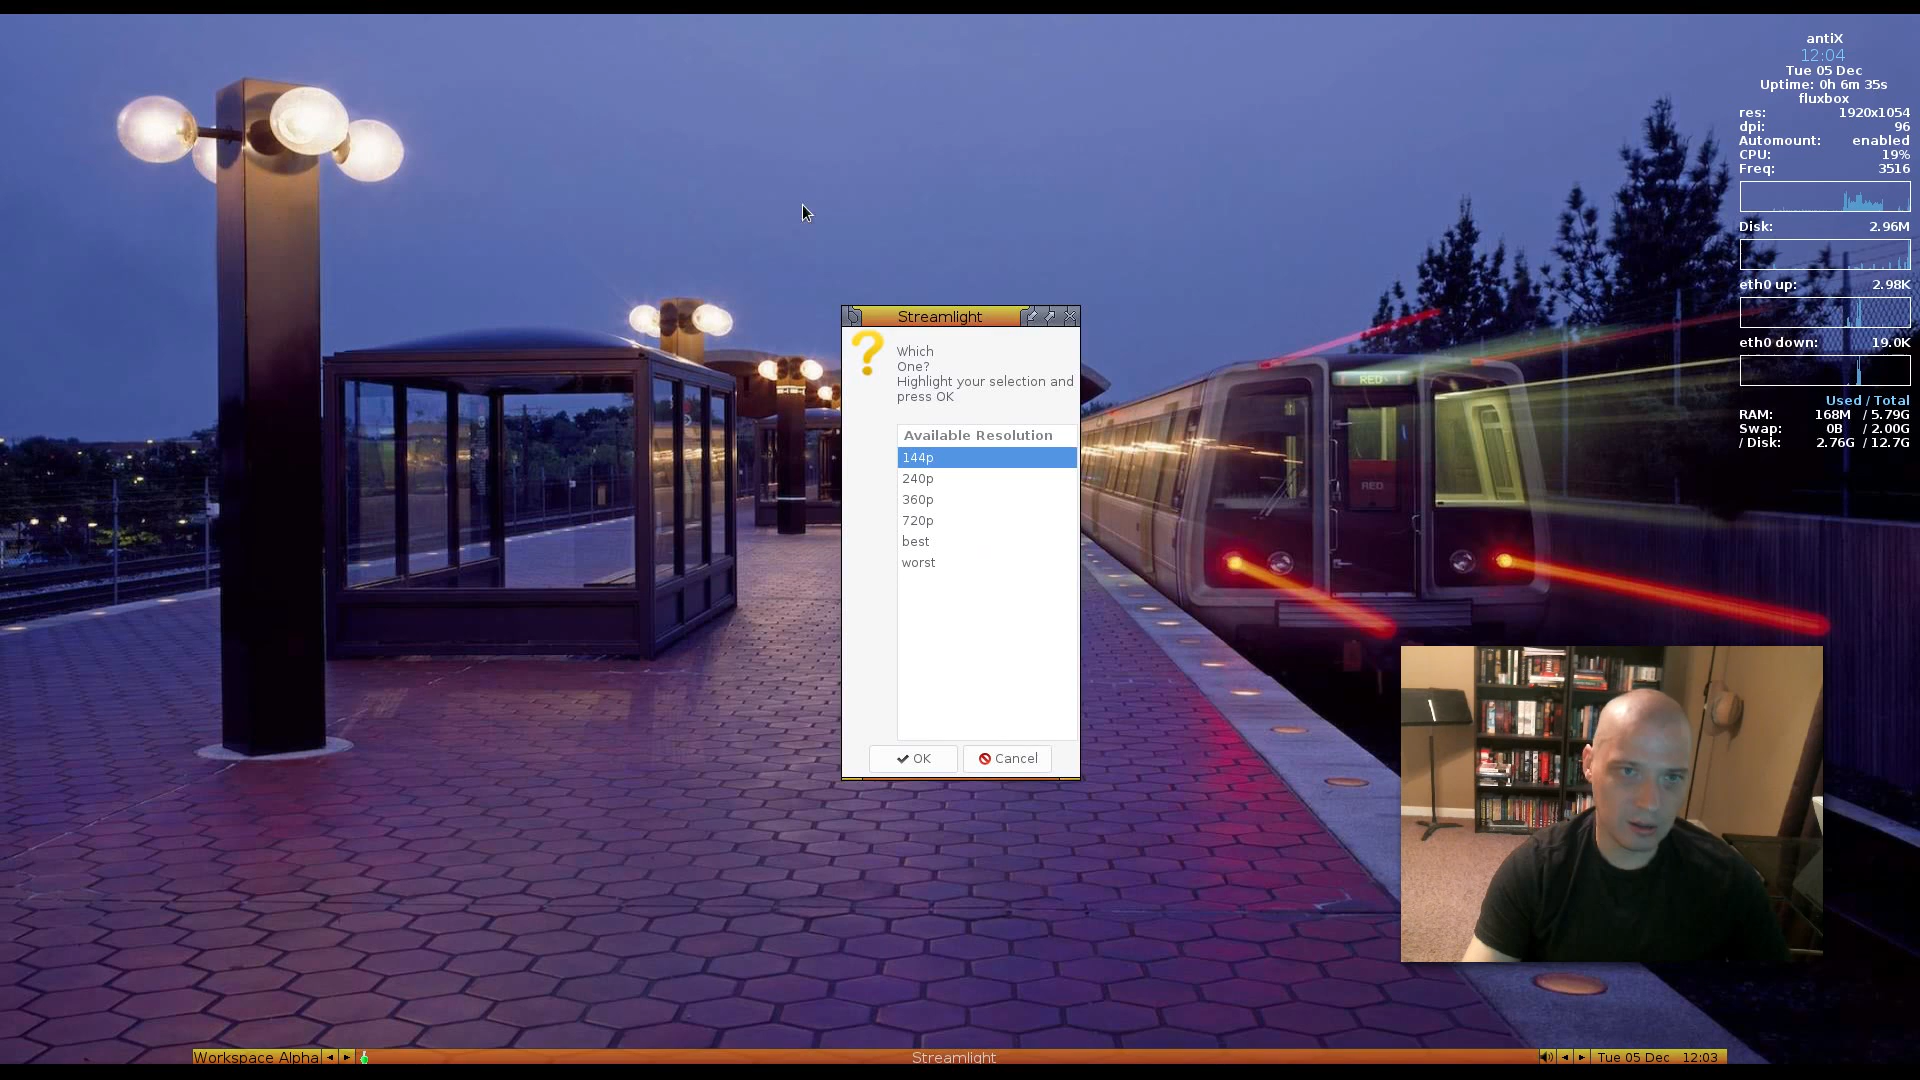 antiX
12:04
Tue 05 Dec
Uptime: 0h 6m 35s
fluxbox
res: 1920x1054
dpi: 96
Automount: enabled
CPU: 19%
Freq: 3516
Disk: 2.96M
eth0 up: 2.98K
eth0 down: 19.0K
Used / Total
RAM: 168M / 5.79G
Swap: 0B / 2.00G
/ Disk: 2.76G / 12.7G
Streamlight
Which
One?
Highlight your selection and
press OK
Available Resolution
144p
240p
360p
720p
best
worst
OK Cancel
RED
RED
Workspace Alpha Streamlight Tue 05 Dec 12:03